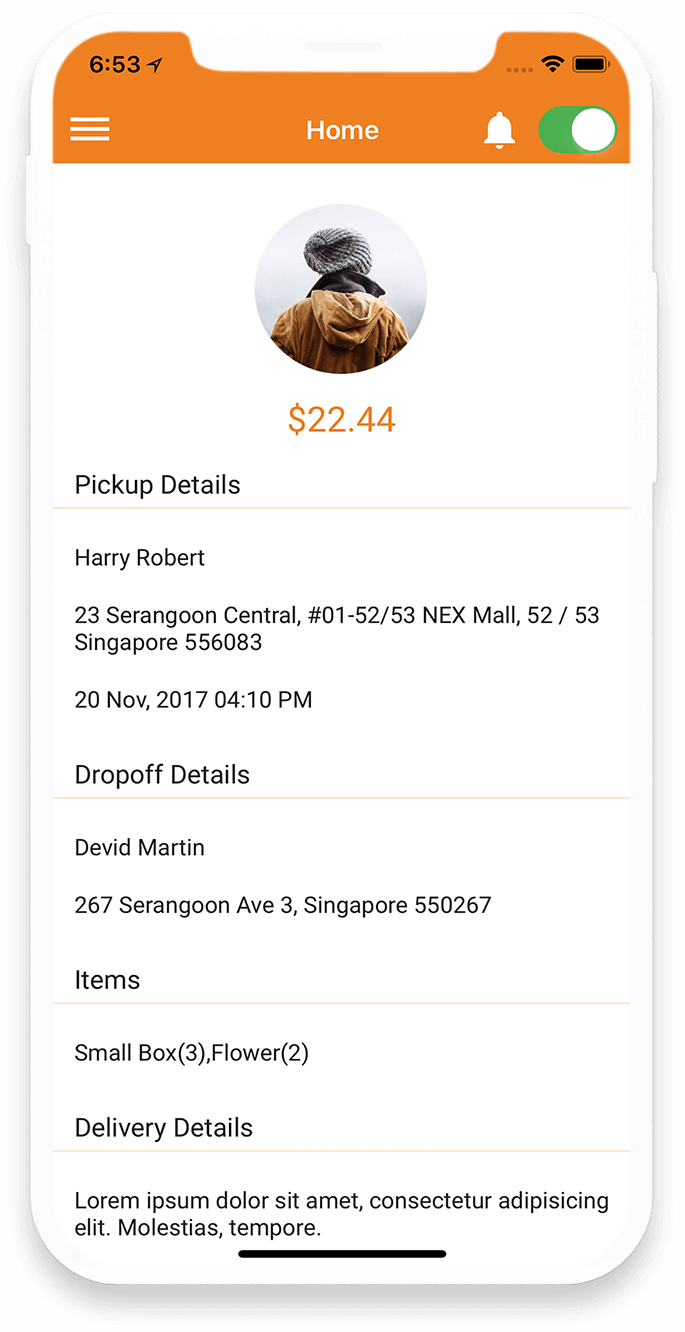 6:53
Home
$22.44
Pickup Details
Harry Robert
23 Serangoon Central, #01-52/53 NEX Mall, 52 / 53
Singapore 556083
20 Nov, 2017 04:10 PM
Dropoff Details
Devid Martin
267 Serangoon Ave 3, Singapore 550267
Items
Small Box(3),Flower(2)
Delivery Details
Lorem ipsum dolor sit amet, consectetur adipisicing
elit. Molestias, tempore.